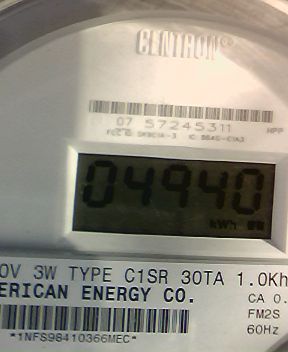 CENTRON®
07 57245311
HPP
04940
kWh
0V 3W TYPE C1SR 30TA 1.0Kh
ERICAN ENERGY CO.
CA 0.
FM2S
60Hz
*1NFS98410366MEC*